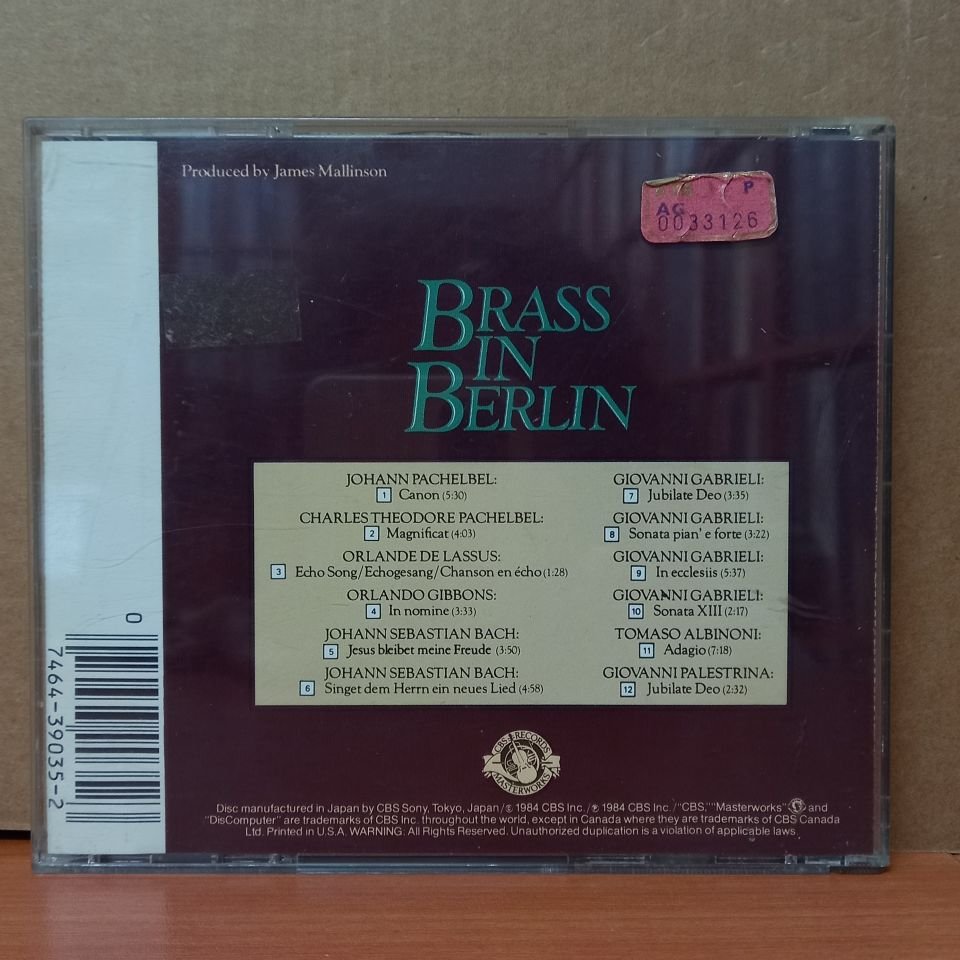 Produced by James Mallinson
P
AG
0033126
BRASS
IN
BERLIN
JOHANN PACHELBEL:
1 Canon (5:30)
CHARLES THEODORE PACHELBEL:
2 Magnificat (4:03)
ORLANDE DE LASSUS:
3 Echo Song/Echogesang/Chanson en écho (1:28)
ORLANDO GIBBONS:
4 In nomine (3:33)
JOHANN SEBASTIAN BACH:
5 Jesus bleibet meine Freude (3:50)
JOHANN SEBASTIAN BACH:
6 Singet dem Herrn ein neues Lied (4:58)
GIOVANNI GABRIELI:
7 Jubilate Deo (3:35)
GIOVANNI GABRIELI:
8 Sonata pian' e forte (3:22)
GIOVANNI GABRIELI:
9 In ecclesiis (5:37)
GIOVANNI GABRIELI:
10 Sonata XIII (2:17)
TOMASO ALBINONI:
11 Adagio (7:18)
GIOVANNI PALESTRINA:
12 Jubilate Deo (2:32)
0
7464-39035-2
CBS RECORDS
MASTERWORKS
Disc manufactured in Japan by CBS Sony, Tokyo, Japan/© 1984 CBS Inc./℗ 1984 CBS Inc./"CBS," "Masterworks" and
"DisComputer" are trademarks of CBS Inc. throughout the world, except in Canada where they are trademarks of CBS Canada
Ltd. Printed in U.S.A. WARNING: All Rights Reserved. Unauthorized duplication is a violation of applicable laws.